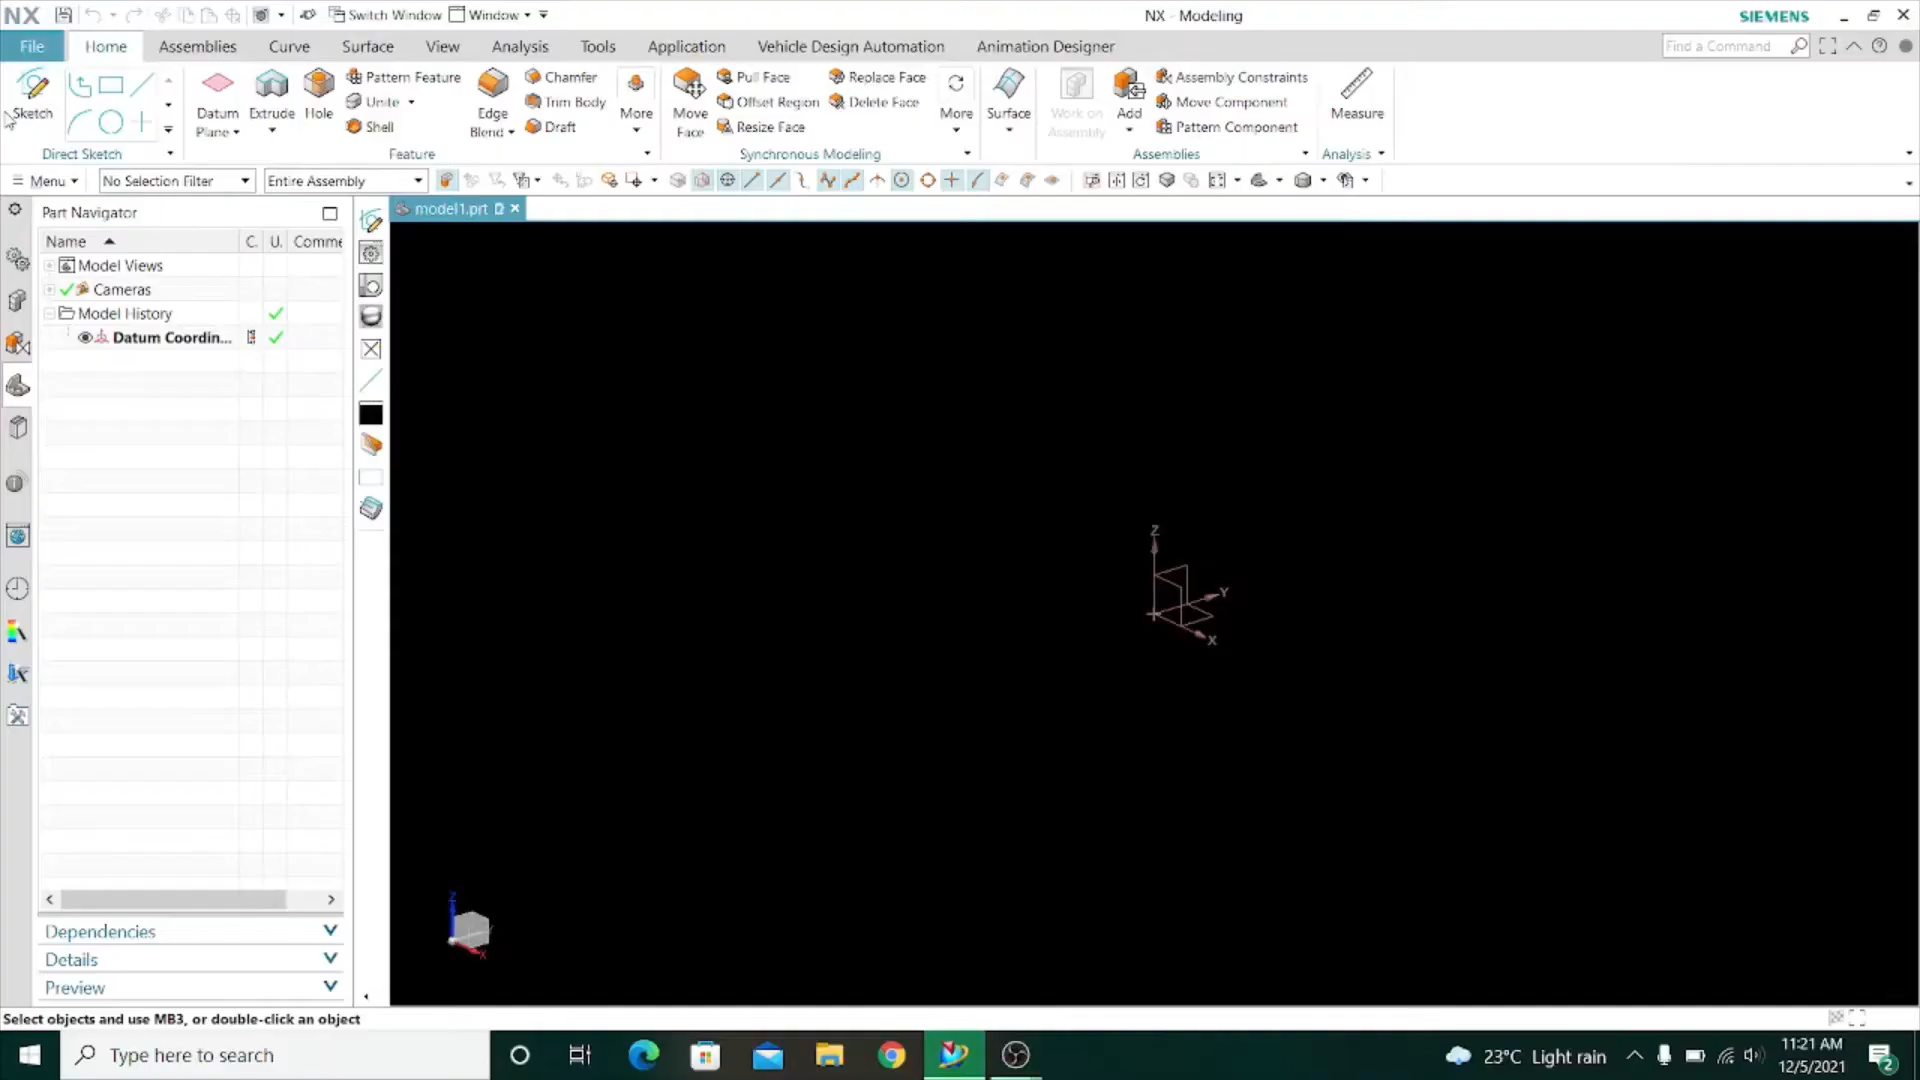 NX Switch Window Window NX - Modeling SIEMENS
File Home Assemblies Curve Surface View Analysis Tools Application Vehicle Design Automation Animation Designer Find a Command
Sketch
Datum
Plane
Extrude
Hole
Pattern Feature
Unite
Shell
Edge
Blend
Chamfer
Trim Body
Draft
More
Move
Face
Pull Face
Offset Region
Resize Face
Replace Face
Delete Face
More
Surface
Work on
Assembly
Add
Assembly Constraints
Move Component
Pattern Component
Measure
Direct Sketch Feature Synchronous Modeling Assemblies Analysis
Menu No Selection Filter Entire Assembly
Part Navigator
model1.prt
Name C. U. Comme
Model Views
Cameras
Model History
Datum Coordin...
Z
Y
X
Z
X
Dependencies
Details
Preview
Select objects and use MB3, or double-click an object
Type here to search
23°C Light rain
11:21 AM
12/5/2021
2